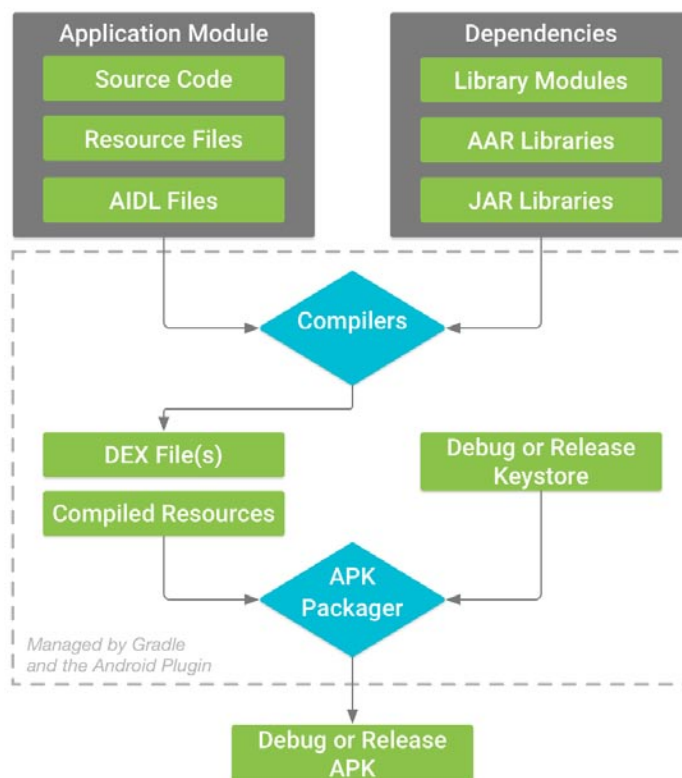 Application Module
Source Code
Resource Files
AIDL Files
Dependencies
Library Modules
AAR Libraries
JAR Libraries
Compilers
DEX File(s)
Compiled Resources
Debug or Release
Keystore
APK
Packager
Managed by Gradle
and the Android Plugin
Debug or Release
APK